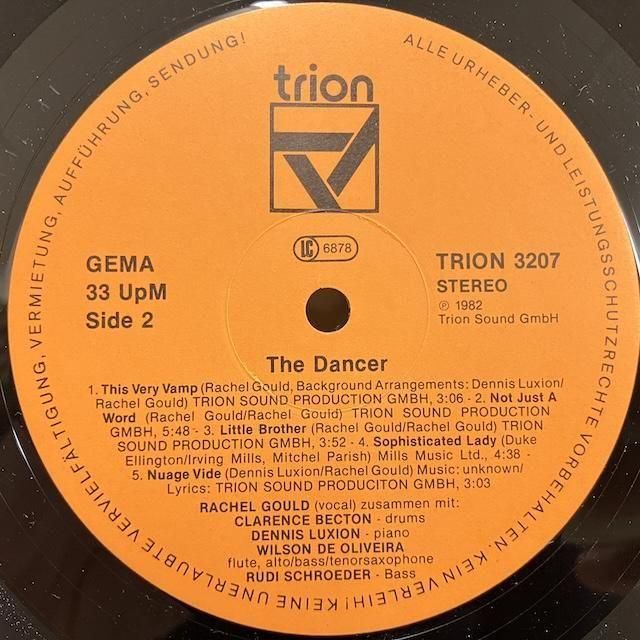 ALLE URHEBER- UND LEISTUNGSSCHUTZRECHTE VORBEHALTEN. KEIN VERLEIH! KEINE UNERLAUBTE VERVIELFÄLTIGUNG, VERMIETUNG, AUFFÜHRUNG, SENDUNG!
trion
LC 6878
GEMA
33 UpM
Side 2
TRION 3207
STEREO
℗ 1982
Trion Sound GmbH
The Dancer
1. This Very Vamp (Rachel Gould, Background Arrangements: Dennis Luxion/
Rachel Gould) TRION SOUND PRODUCTION GMBH, 3:06 - 2. Not Just A
Word (Rachel Gould/Rachel Gould) TRION SOUND PRODUCTION
GMBH, 5:48 - 3. Little Brother (Rachel Gould/Rachel Gould) TRION
SOUND PRODUCTION GMBH, 3:52 - 4. Sophisticated Lady (Duke
Ellington/Irving Mills, Mitchel Parish) Mills Music Ltd., 4:38 -
5. Nuage Vide (Dennis Luxion/Rachel Gould) Music: unknown/
Lyrics: TRION SOUND PRODUCITON GMBH, 3:03
RACHEL GOULD (vocal) zusammen mit:
CLARENCE BECTON - drums
DENNIS LUXION - piano
WILSON DE OLIVEIRA
flute, alto/bass/tenorsaxophone
RUDI SCHROEDER - Bass